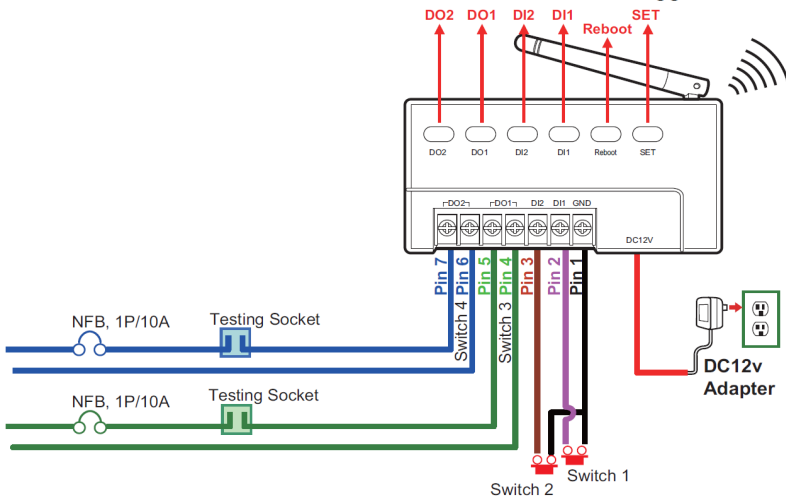 DO2 DO1 DI2 DI1 SET
Reboot
DO2 DO1 DI2 DI1 Reboot SET
DO2 DO1 DI2 DI1 GND
DC12V
Pin 7 Pin 6 Pin 5 Pin 4 Pin 3 Pin 2 Pin 1
Switch 4
Switch 3
NFB, 1P/10A
Testing Socket
DC12v
Adapter
NFB, 1P/10A
Testing Socket
Switch 1
Switch 2